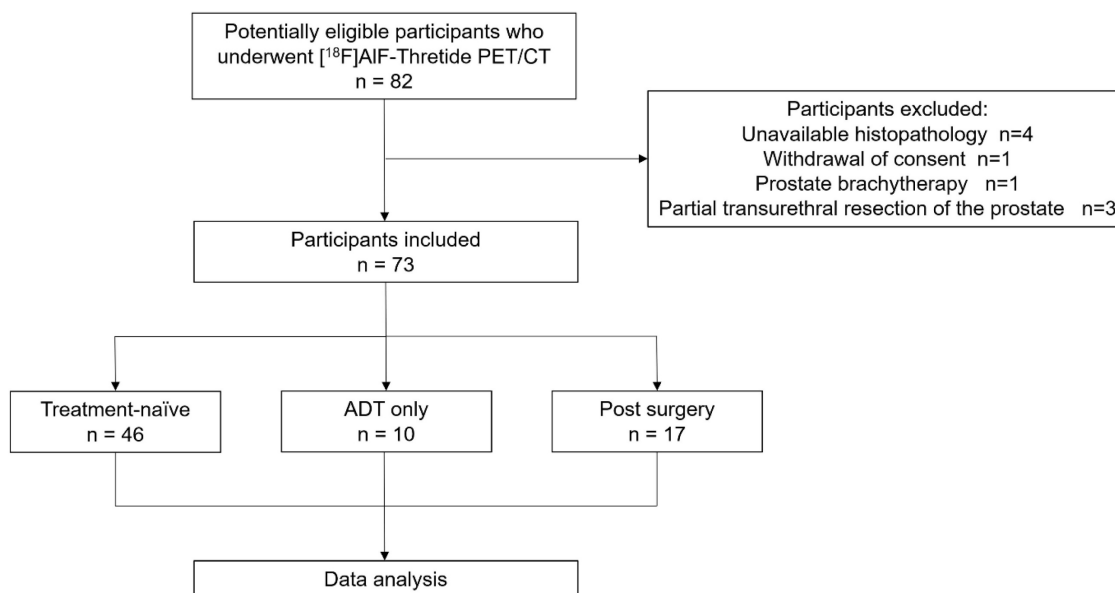 Potentially eligible participants who
underwent [¹⁸F]AlF-Thretide PET/CT
n = 82
Participants excluded:
Unavailable histopathology n=4
Withdrawal of consent n=1
Prostate brachytherapy n=1
Partial transurethral resection of the prostate n=3
Participants included
n = 73
Treatment-naïve
n = 46
ADT only
n = 10
Post surgery
n = 17
Data analysis